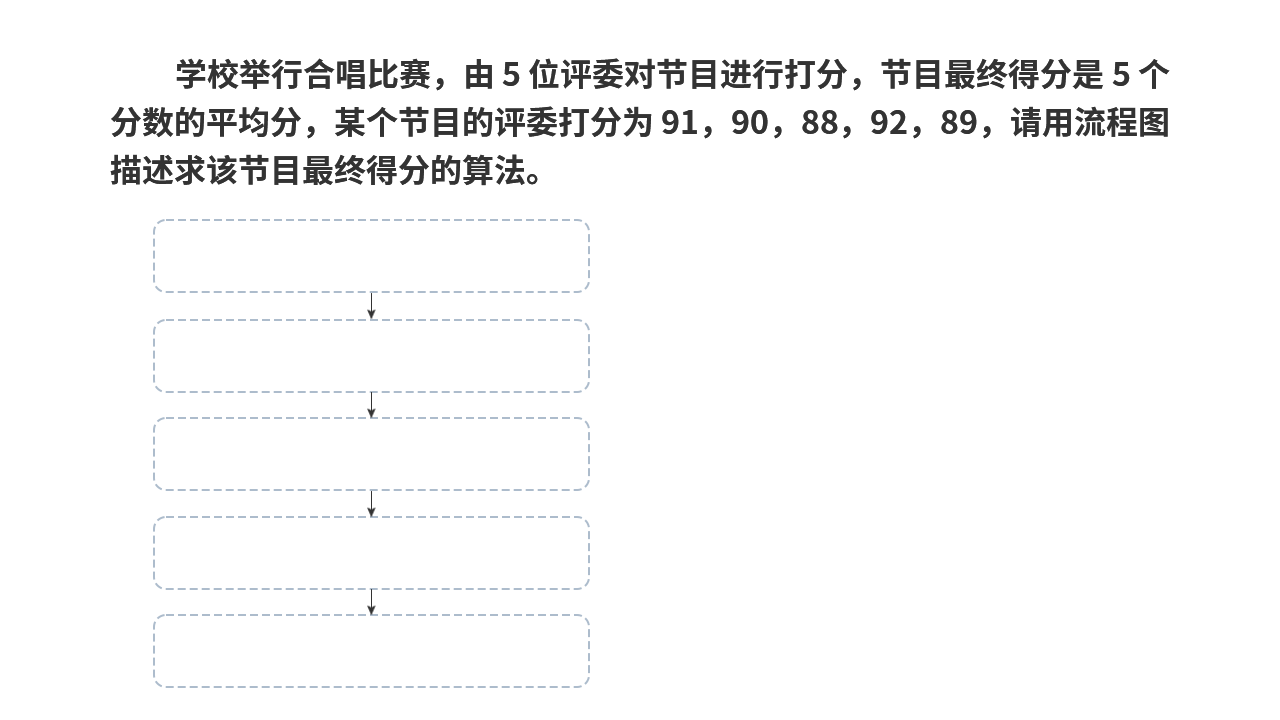 学校举行合唱比赛，由 5 位评委对节目进行打分，节目最终得分是 5 个
分数的平均分，某个节目的评委打分为 91，90，88，92，89，请用流程图
描述求该节目最终得分的算法。